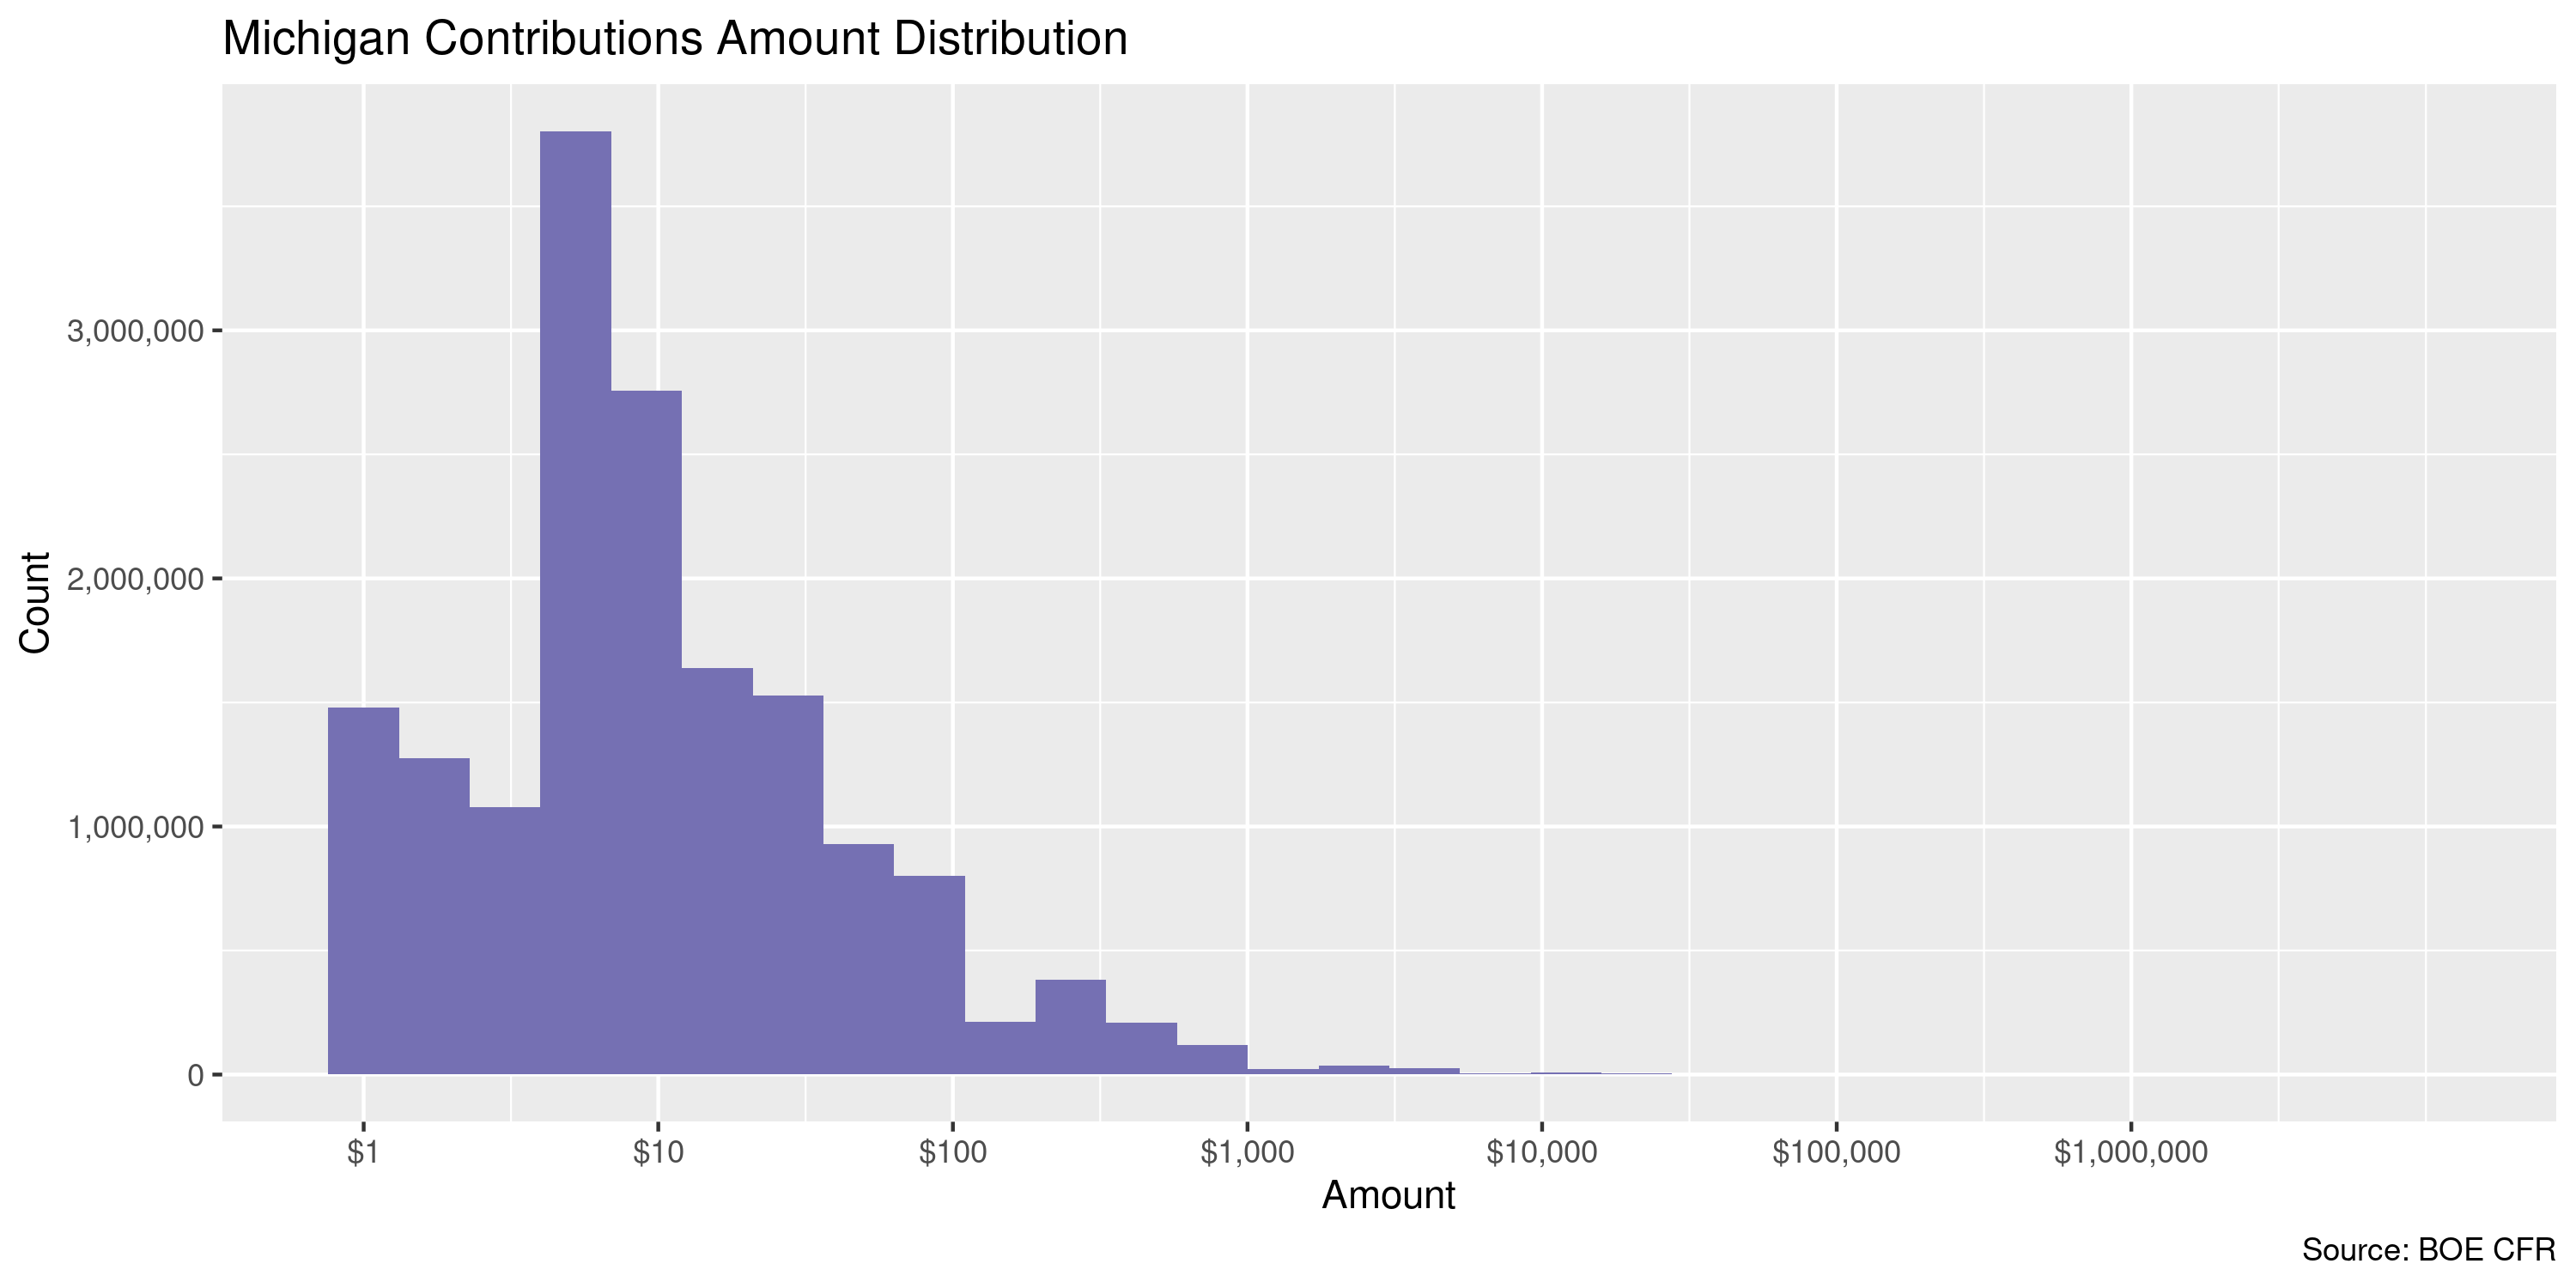 Michigan Contributions Amount Distribution
Count
3,000,000
2,000,000
1,000,000
0
$1 $10 $100 $1,000 $10,000 $100,000 $1,000,000
Amount
Source: BOE CFR